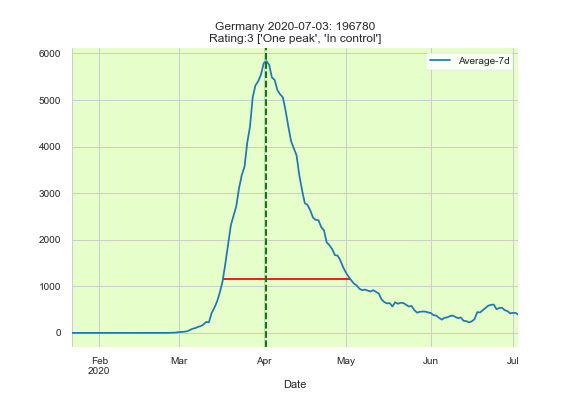 Germany 2020-07-03: 196780
Rating:3 ['One peak', 'In control']
Average-7d
6000
5000
4000
3000
2000
1000
0
Feb
2020
Mar
Apr
May
Jun
Jul
Date